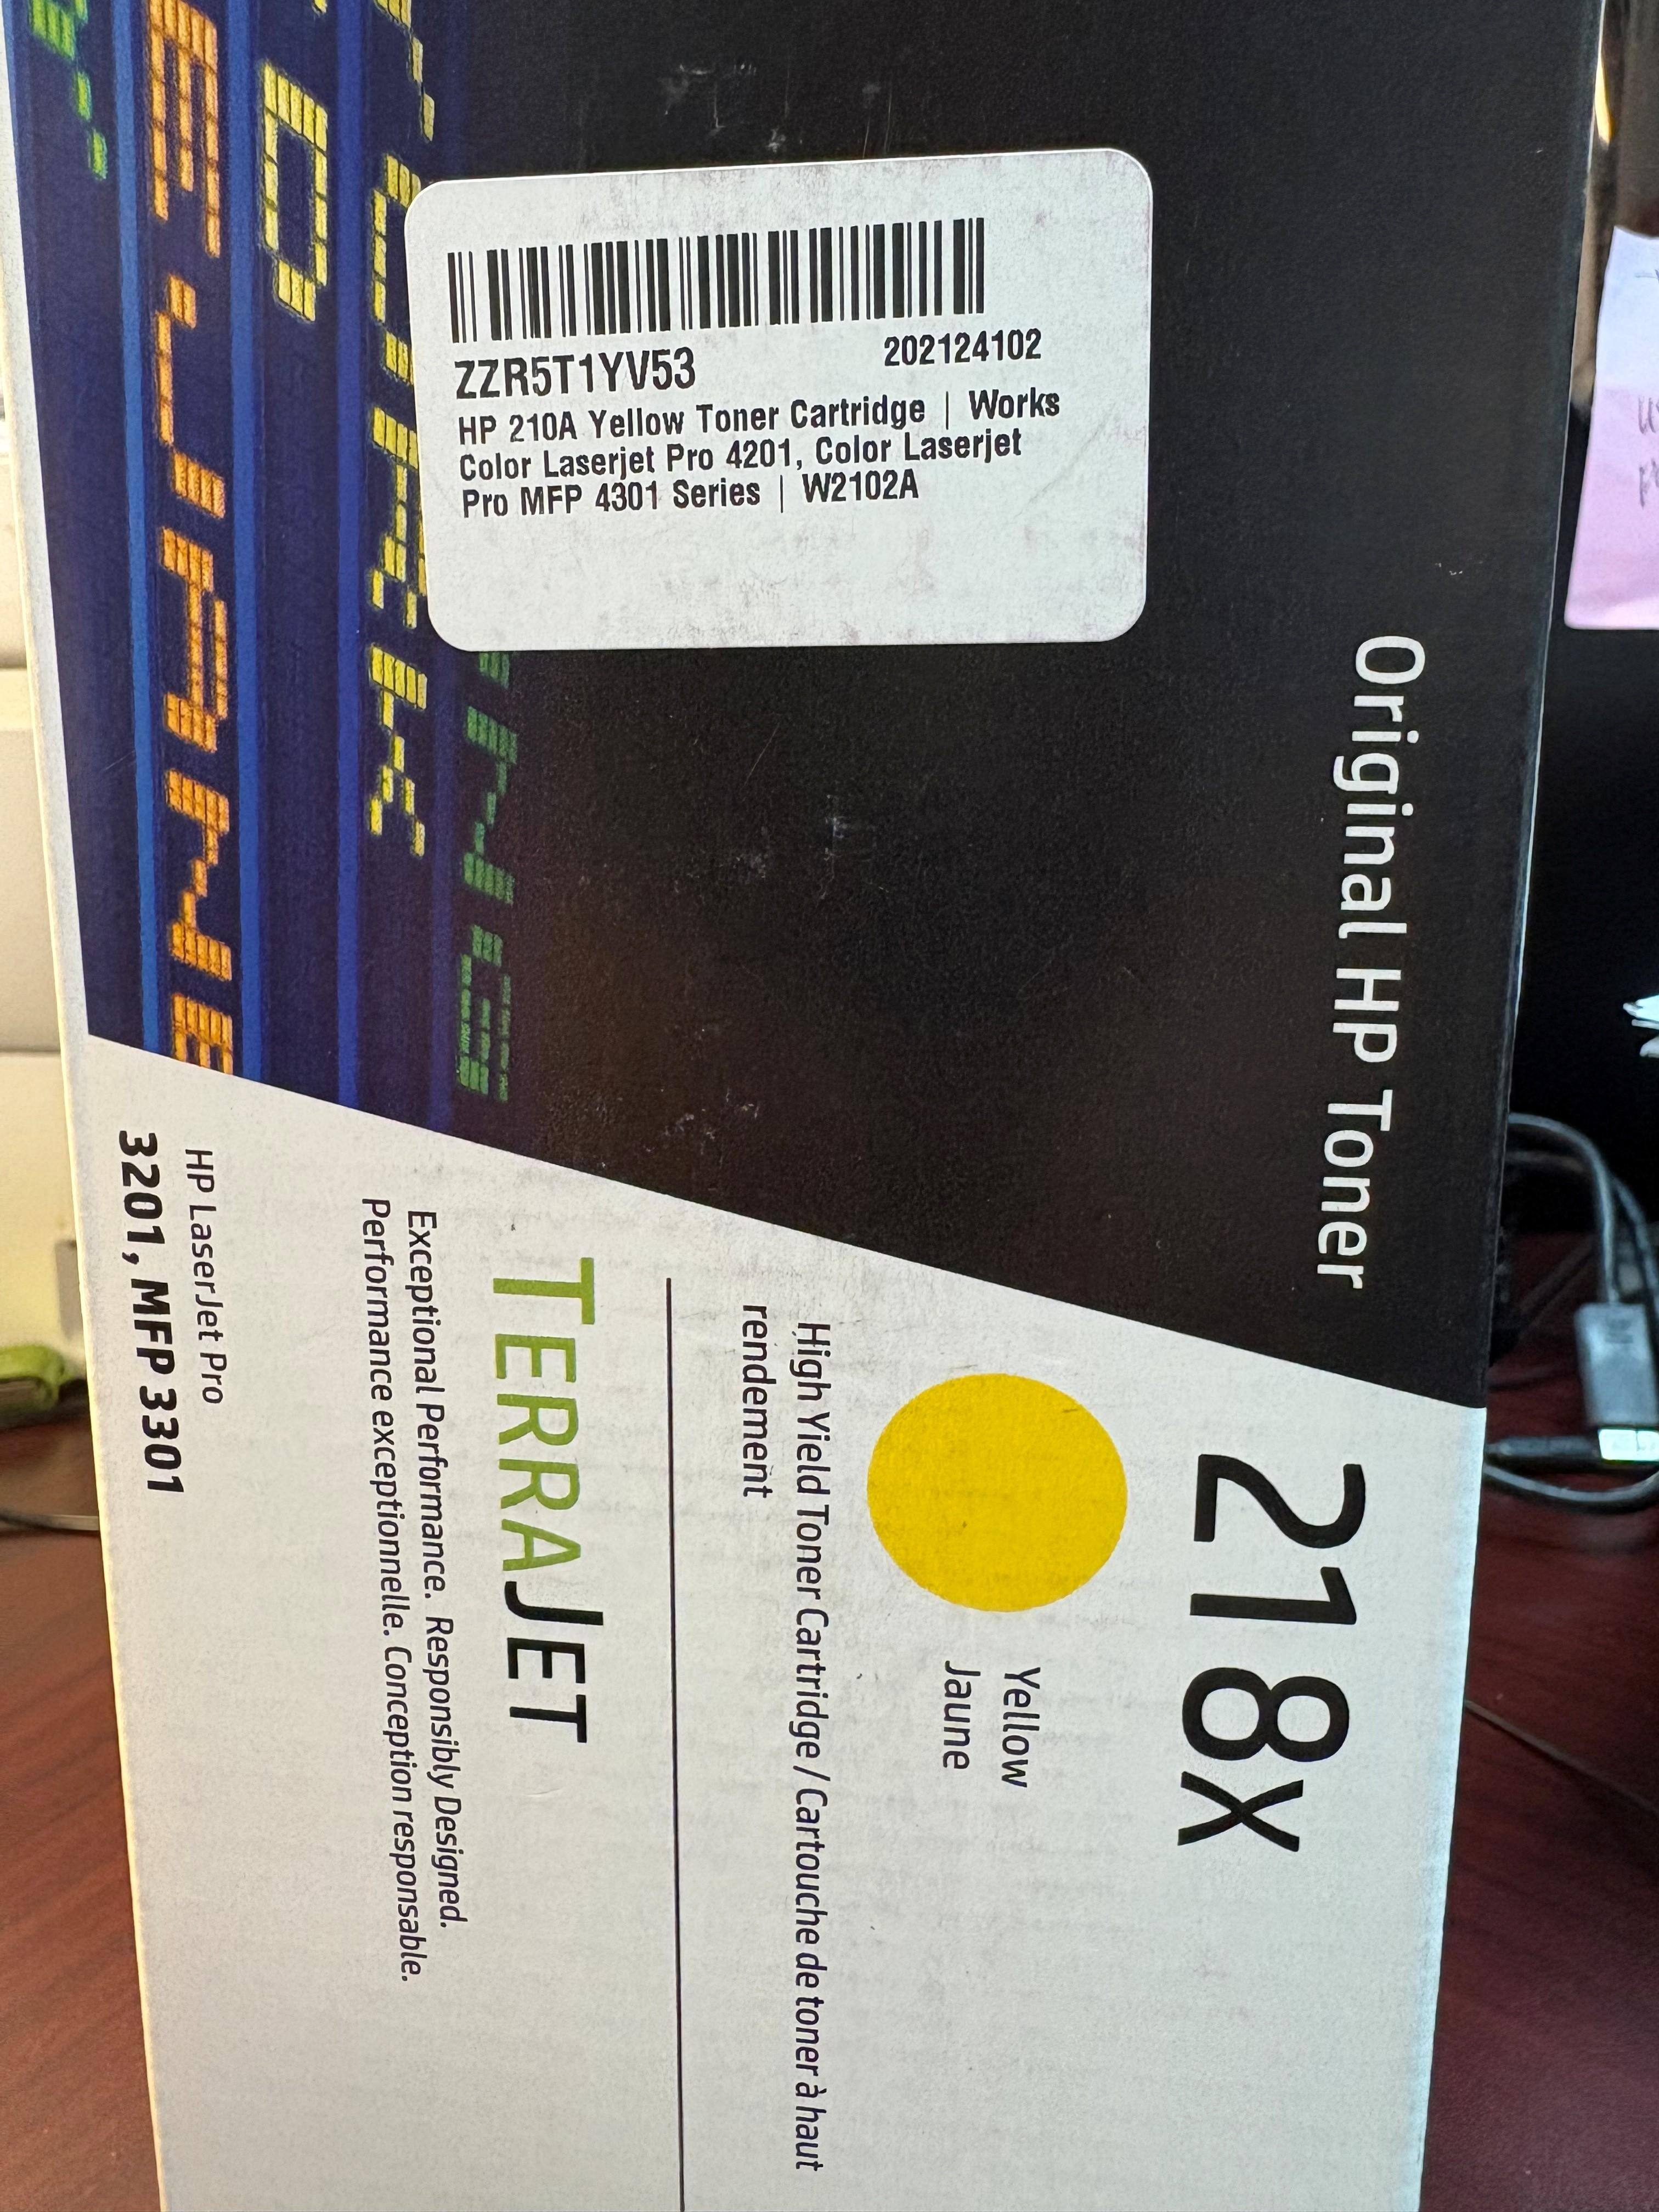 ZZR5T1YV53 202124102
HP 210A Yellow Toner Cartridge | Works
Color Laserjet Pro 4201, Color Laserjet
Pro MFP 4301 Series | W2102A
Original HP Toner
218X
Yellow
Jaune
High Yield Toner Cartridge / Cartouche de toner à haut
rendement
TERRAJET
Exceptional Performance. Responsibly Designed.
Performance exceptionnelle. Conception responsable.
HP LaserJet Pro
3201, MFP 3301